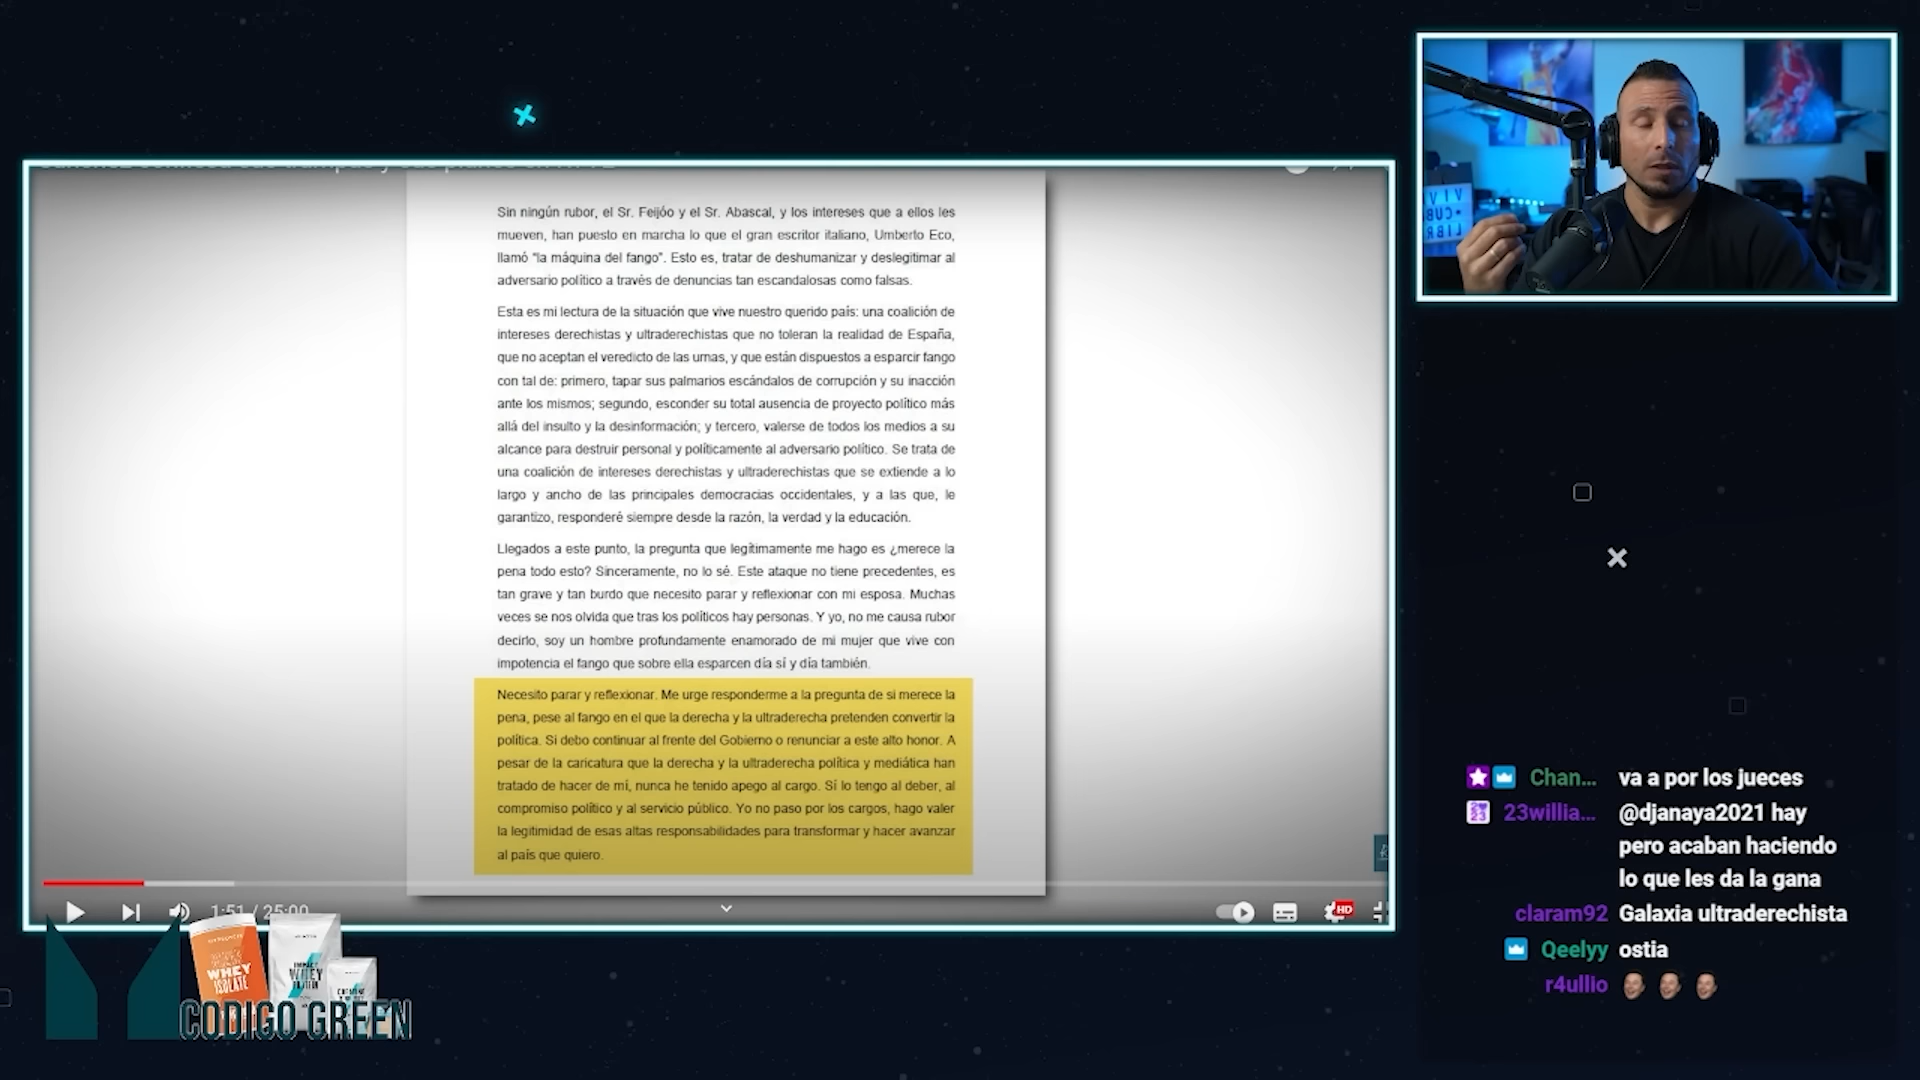 Sin ningún rubor, el Sr. Feijóo y el Sr. Abascal, y los intereses que a ellos les
mueven, han puesto en marcha lo que el gran escritor italiano, Umberto Eco,
llamó "la máquina del fango". Esto es, tratar de deshumanizar y deslegitimar al
adversario político a través de denuncias tan escandalosas como falsas.
Esta es mi lectura de la situación que vive nuestro querido país: una coalición de
intereses derechistas y ultraderechistas que no toleran la realidad de España,
que no aceptan el veredicto de las urnas, y que están dispuestos a esparcir fango
con tal de: primero, tapar sus palmarios escándalos de corrupción y su inacción
ante los mismos; segundo, esconder su total ausencia de proyecto político más
allá del insulto y la desinformación; y tercero, valerse de todos los medios a su
alcance para destruir personal y políticamente al adversario político. Se trata de
una coalición de intereses derechistas y ultraderechistas que se extiende a lo
largo y ancho de las principales democracias occidentales, y a las que, le
garantizo, responderé siempre desde la razón, la verdad y la educación.
Llegados a este punto, la pregunta que legítimamente me hago es ¿merece la
pena todo esto? Sinceramente, no lo sé. Este ataque no tiene precedentes, es
tan grave y tan burdo que necesito parar y reflexionar con mi esposa. Muchas
veces se nos olvida que tras los políticos hay personas. Y yo, no me causa rubor
decirlo, soy un hombre profundamente enamorado de mi mujer que vive con
impotencia el fango que sobre ella esparcen día sí y día también.
Necesito parar y reflexionar. Me urge responderme a la pregunta de si merece la
pena, pese al fango en el que la derecha y la ultraderecha pretenden convertir la
política. Si debo continuar al frente del Gobierno o renunciar a este alto honor. A
pesar de la caricatura que la derecha y la ultraderecha política y mediática han
tratado de hacer de mí, nunca he tenido apego al cargo. Sí lo tengo al deber, al
compromiso político y al servicio público. Yo no paso por los cargos, hago valer
la legitimidad de esas altas responsabilidades para transformar y hacer avanzar
al país que quiero.
1:51 / 25:00
HD
WHEY
ISOLATE
WHEY
CODIGO GREEN
Chan... va a por los jueces
23willia... @djanaya2021 hay
pero acaban haciendo
lo que les da la gana
claram92 Galaxia ultraderechista
Qeelyy ostia
r4ullio